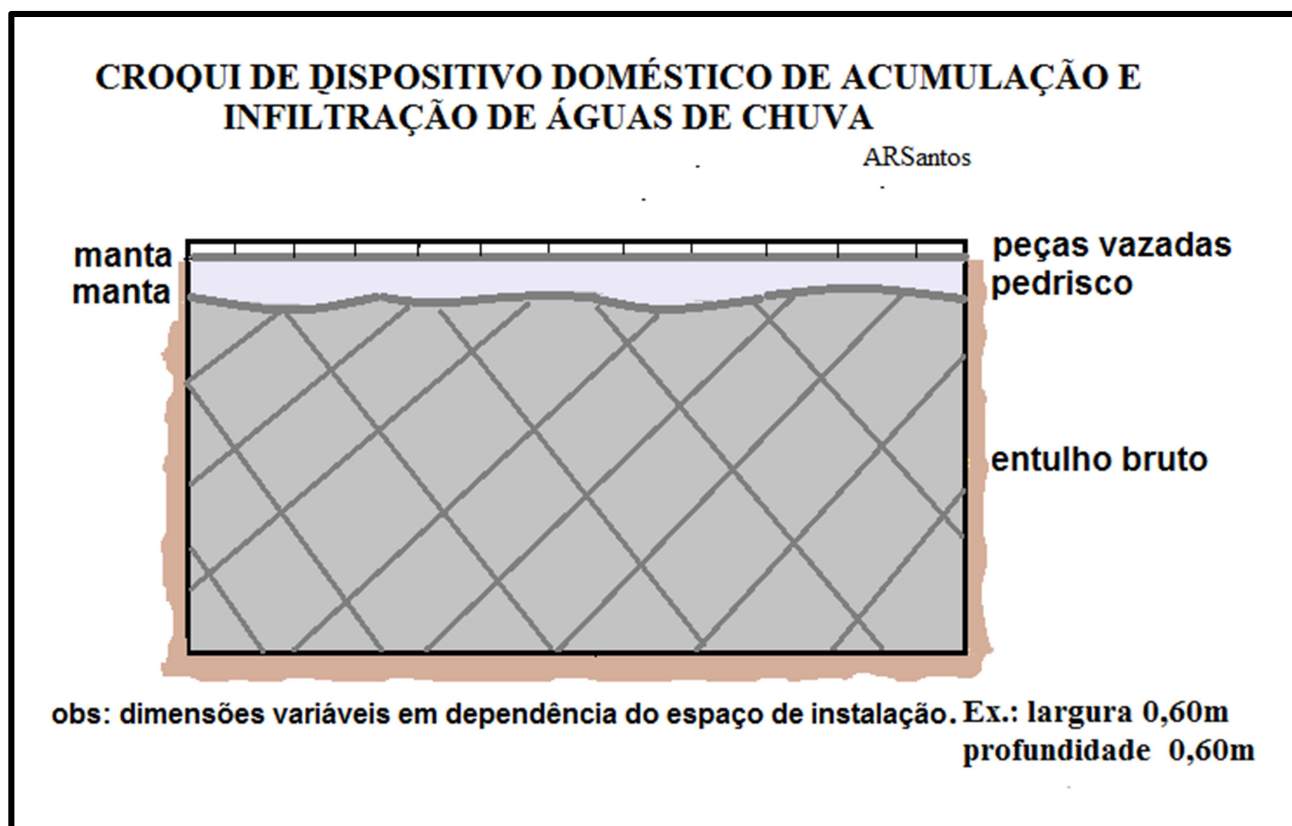 CROQUI DE DISPOSITIVO DOMÉSTICO DE ACUMULAÇÃO E
INFILTRAÇÃO DE ÁGUAS DE CHUVA
ARSantos
manta
peças vazadas
manta
pedrisco
entulho bruto
obs: dimensões variáveis em dependência do espaço de instalação. Ex.: largura 0,60m
profundidade 0,60m